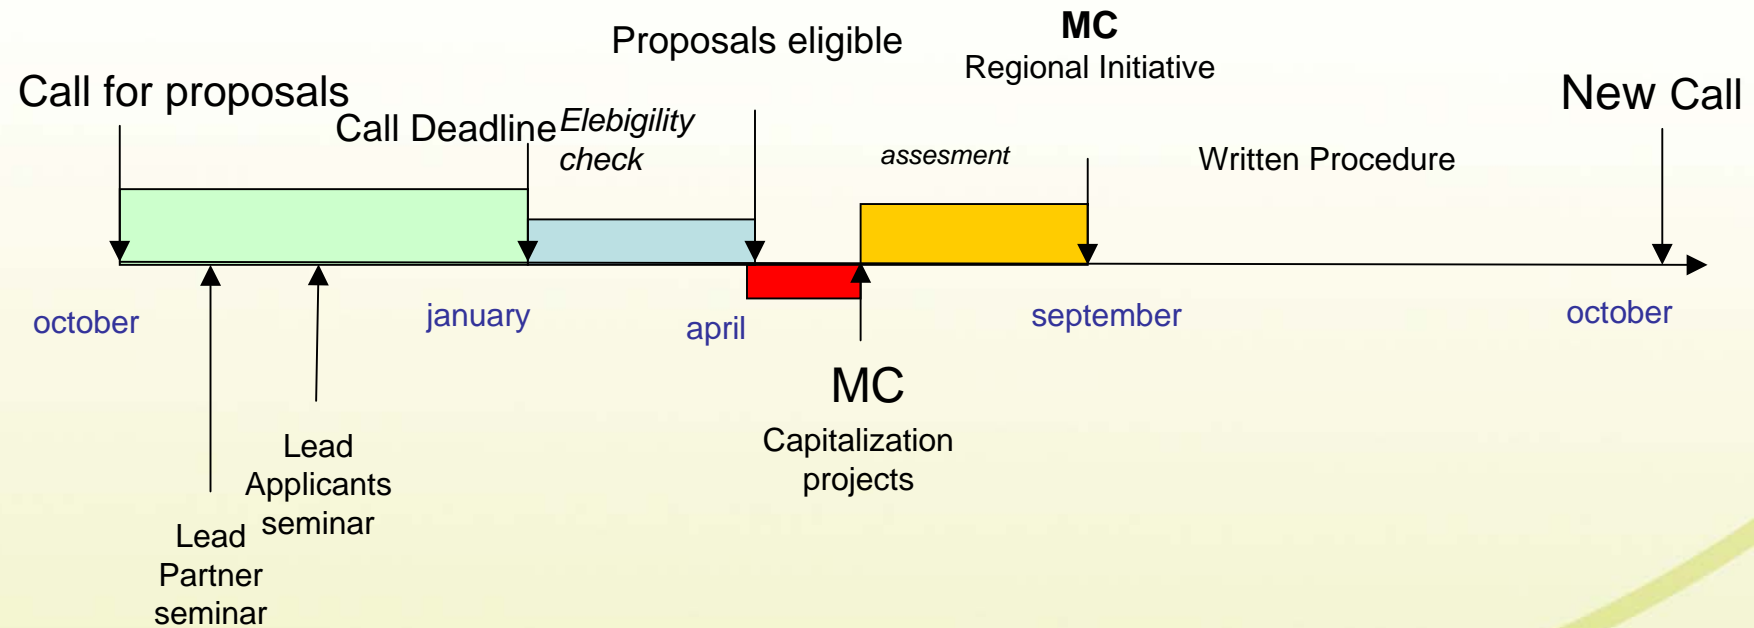 Call for proposals
Call Deadline
Elebigility
check
Proposals eligible
assesment
MC
Regional Initiative
Written Procedure
New Call
october
january
april
september
october
Lead
Partner
seminar
Lead
Applicants
seminar
MC
Capitalization
projects